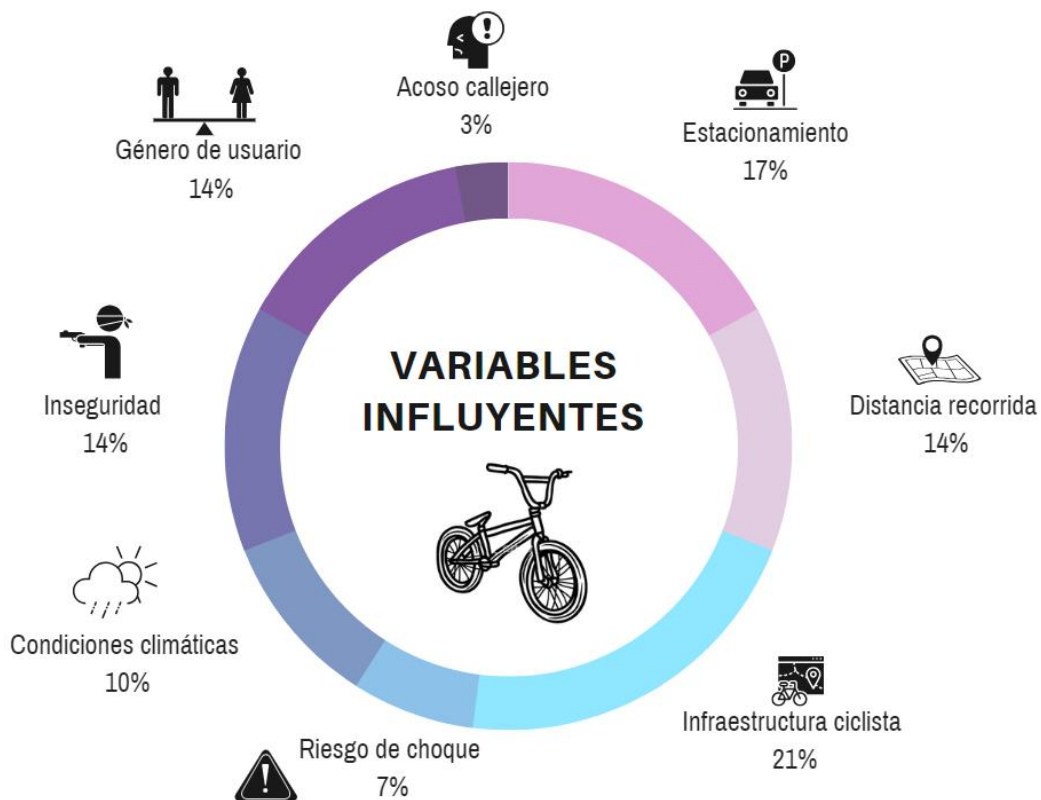 Acoso callejero
3%
Estacionamiento
17%
Género de usuario
14%
P
VARIABLES
INFLUYENTES
Inseguridad
14%
Distancia recorrida
14%
Condiciones climáticas
10%
Infraestructura ciclista
21%
Riesgo de choque
7%